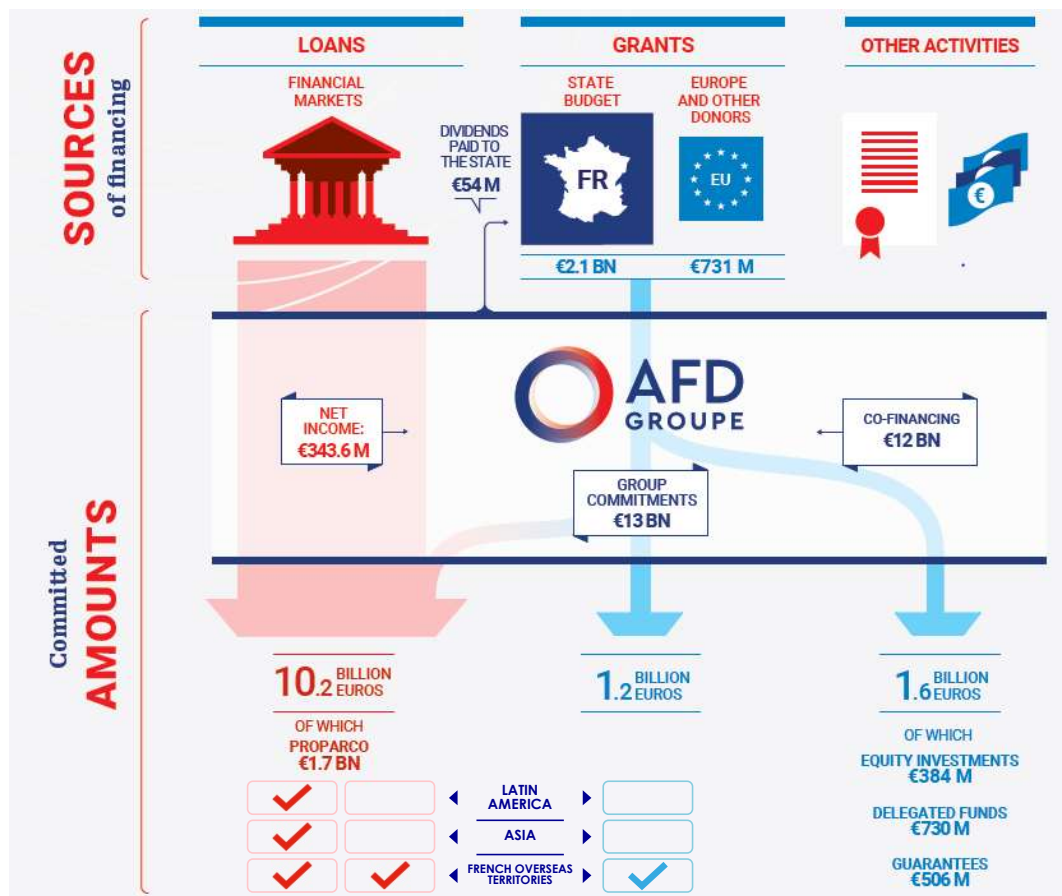 SOURCES
of financing
LOANS
FINANCIAL
MARKETS
DIVIDENDS
PAID TO
THE STATE
€54 M
GRANTS
STATE
BUDGET
FR
€2.1 BN
EUROPE
AND OTHER
DONORS
EU
€731 M
OTHER ACTIVITIES
€
Committed
AMOUNTS
NET
INCOME:
€343.6 M
AFD
GROUPE
GROUP
COMMITMENTS
€13 BN
CO-FINANCING
€12 BN
10.2 BILLION
EUROS
OF WHICH
PROPARCO
€1.7 BN
1.2 BILLION
EUROS
1.6 BILLION
EUROS
OF WHICH
EQUITY INVESTMENTS
€384 M
DELEGATED FUNDS
€730 M
GUARANTEES
€506 M
LATIN
AMERICA
ASIA
FRENCH OVERSEAS
TERRITORIES